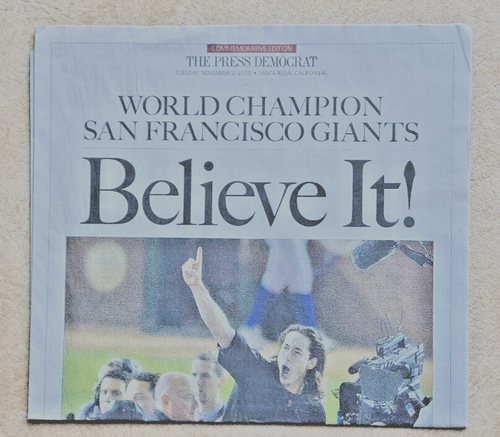 COMMEMORATIVE EDITION
THE PRESS DEMOCRAT
TUESDAY, NOVEMBER 2, 2010 • SANTA ROSA, CALIFORNIA
WORLD CHAMPION
SAN FRANCISCO GIANTS
Believe It!